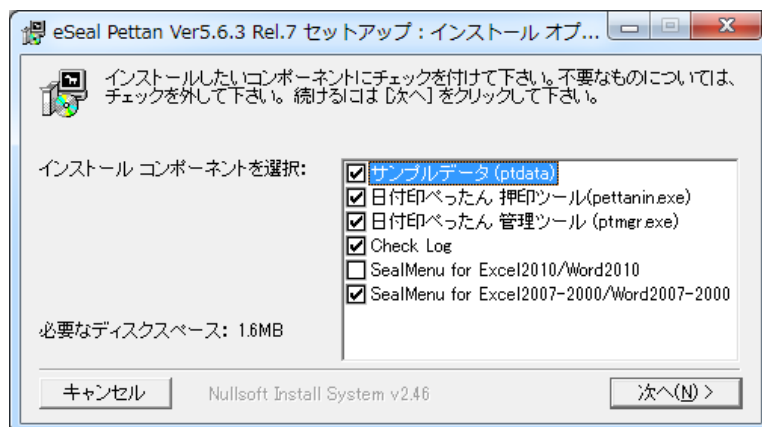 eSeal Pettan Ver5.6.3 Rel.7 セットアップ：インストール オプ...
インストールしたいコンポーネントにチェックを付けて下さい。不要なものについては、
チェックを外して下さい。続けるには [次へ] をクリックして下さい。
インストール コンポーネントを選択:
サンプルデータ (ptdata)
日付印ぺったん 押印ツール(pettanin.exe)
日付印ぺったん 管理ツール (ptmgr.exe)
Check Log
SealMenu for Excel2010/Word2010
SealMenu for Excel2007-2000/Word2007-2000
必要なディスクスペース: 1.6MB
キャンセル
Nullsoft Install System v2.46
次へ(N) >